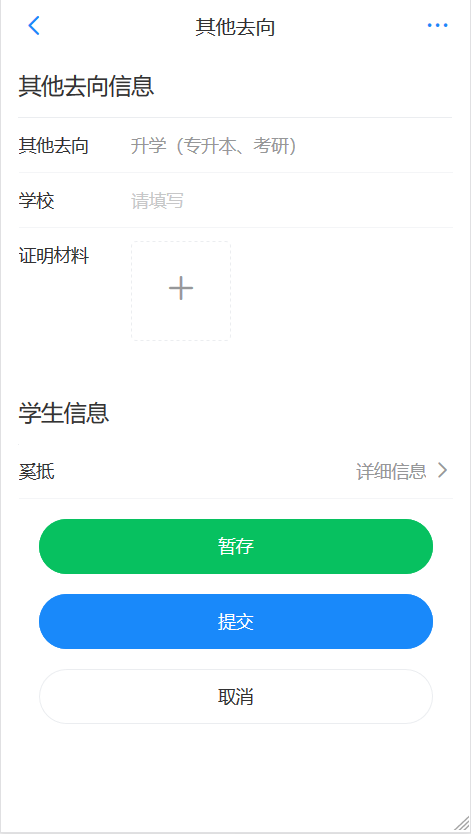 其他去向
其他去向信息
其他去向 升学（专升本、考研）
学校 请填写
证明材料
学生信息
奚抵 详细信息
暂存
提交
取消